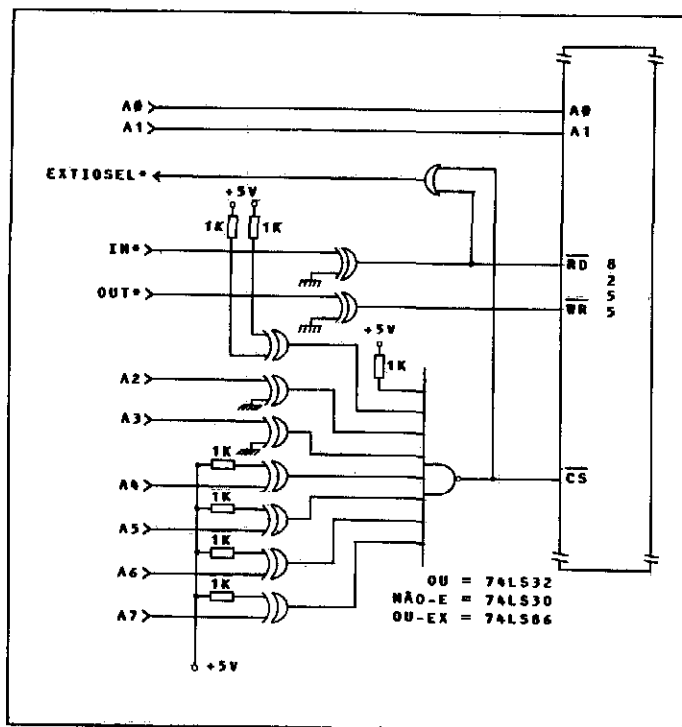 A0
A0
A1
A1
EXTIOSEL*
+5V
1K
1K
IN*
RD
8
2
5
5
OUT*
WR
+5V
1K
A2
A3
1K
A4
CS
1K
A5
1K
A6
OU = 74LS32
NÃO-E = 74LS30
OU-EX = 74LS86
1K
A7
+5V